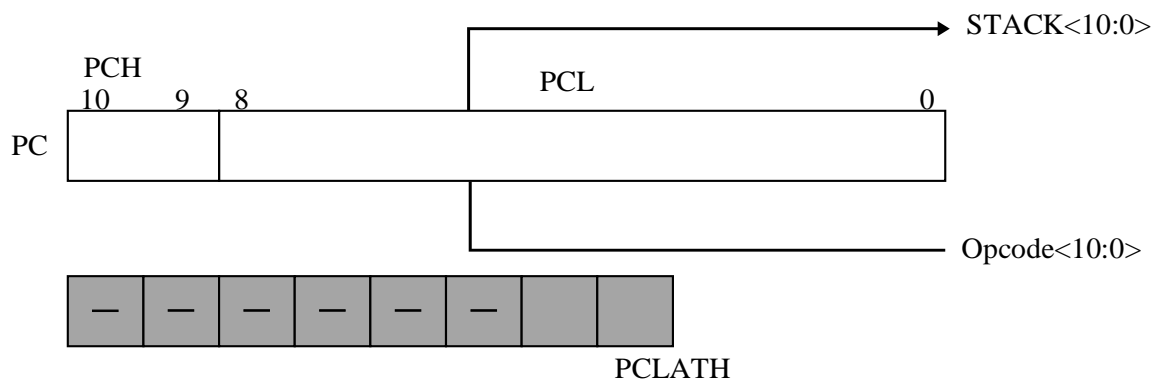 STACK<10:0>
PCH
PCL
10 9 8 0
PC
Opcode<10:0>
— — — — — —
PCLATH